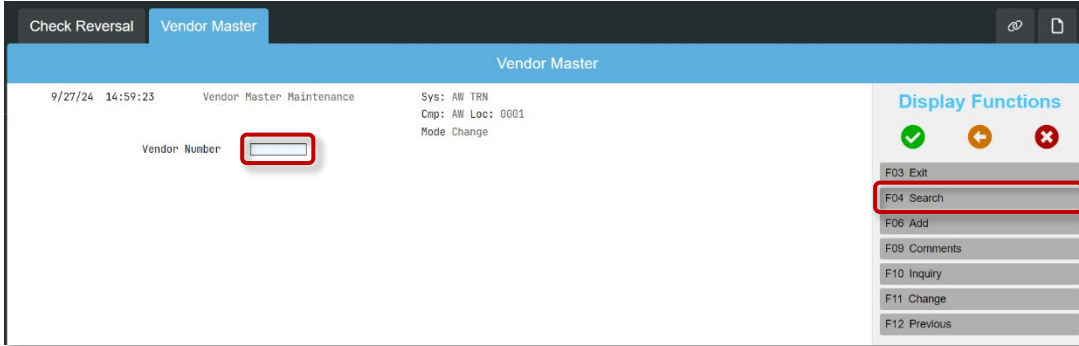 Check Reversal Vendor Master
Vendor Master
9/27/24 14:59:23 Vendor Master Maintenance Sys: AW TRN
Cmp: AW Loc: 0001
Mode Change
Vendor Number
Display Functions
F03 Exit
F04 Search
F06 Add
F09 Comments
F10 Inquiry
F11 Change
F12 Previous